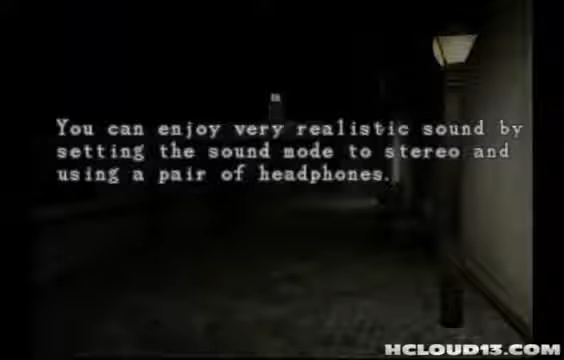 You can enjoy very realistic sound by
setting the sound mode to stereo and
using a pair of headphones.
HCLOUD13.COM